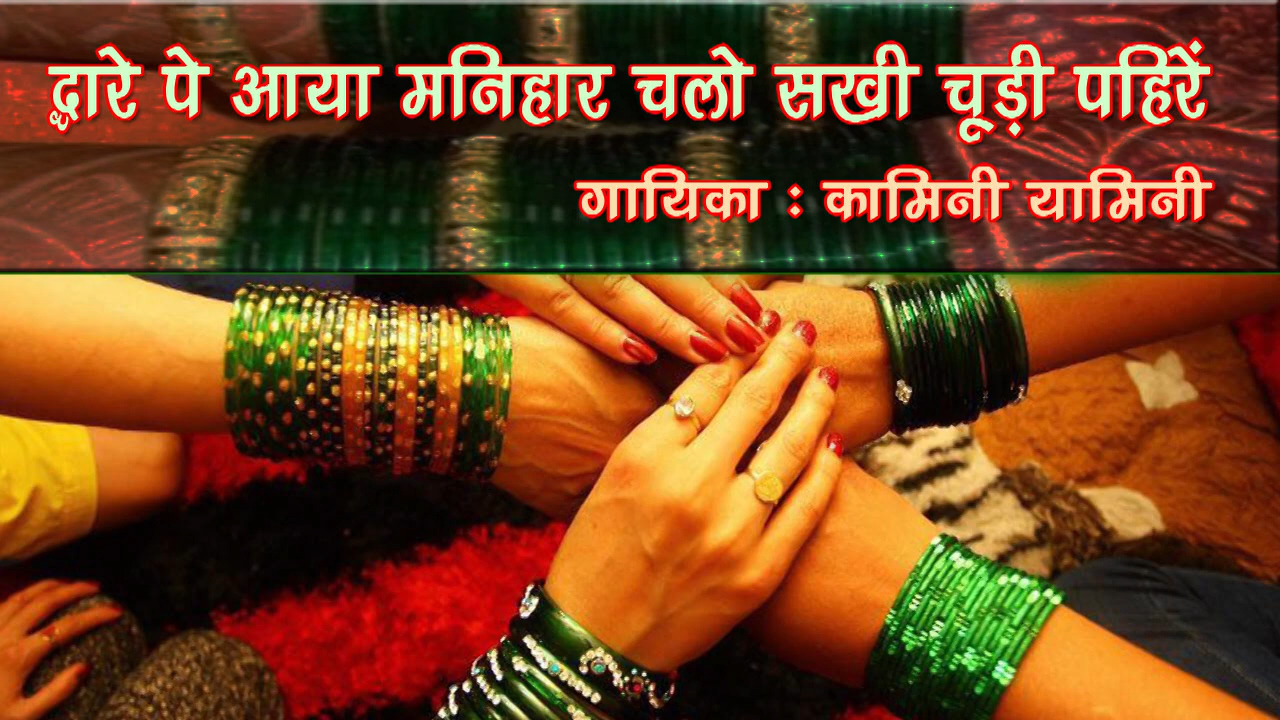 द्वारे पे आया मनिहार चलो सखी चूड़ी पहिरें
गायिका : कामिनी यामिनी